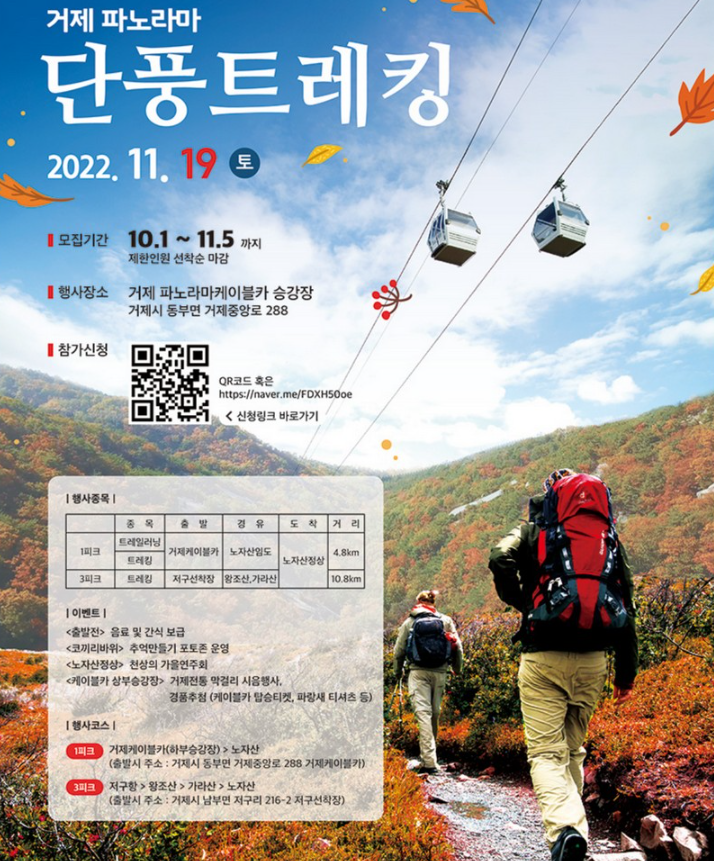 거제 파노라마
단풍트레킹
2022. 11. 19 토
모집기간 10.1 ~ 11.5 까지
제한인원 선착순 마감
행사장소 거제 파노라마케이블카 승강장
거제시 동부면 거제중앙로 288
참가신청
QR코드 혹은
https://naver.me/FDXH50oe
< 신청링크 바로가기
| 행사종목 |
종 목 출 발 경 유 도 착 거 리
1피크 트레일러닝 거제케이블카 노자산임도 노자산정상 4.8km
트레킹
3피크 트레킹 저구선착장 왕조산,가라산 10.8km
| 이벤트 |
<출발전> 음료 및 간식 보급
<코끼리바위> 추억만들기 포토존 운영
<노자산정상> 천상의 가을연주회
<케이블카 상부승강장> 거제전통 막걸리 시음행사,
경품추첨 (케이블카 탑승티켓, 파랑새 티셔츠 등)
| 행사코스 |
1피크 거제케이블카(하부승강장) > 노자산
(출발시 주소 : 거제시 동부면 거제중앙로 288 거제케이블카)
3피크 저구항 > 왕조산 > 가라산 > 노자산
(출발시 주소 : 거제시 남부면 저구리 216-2 저구선착장)